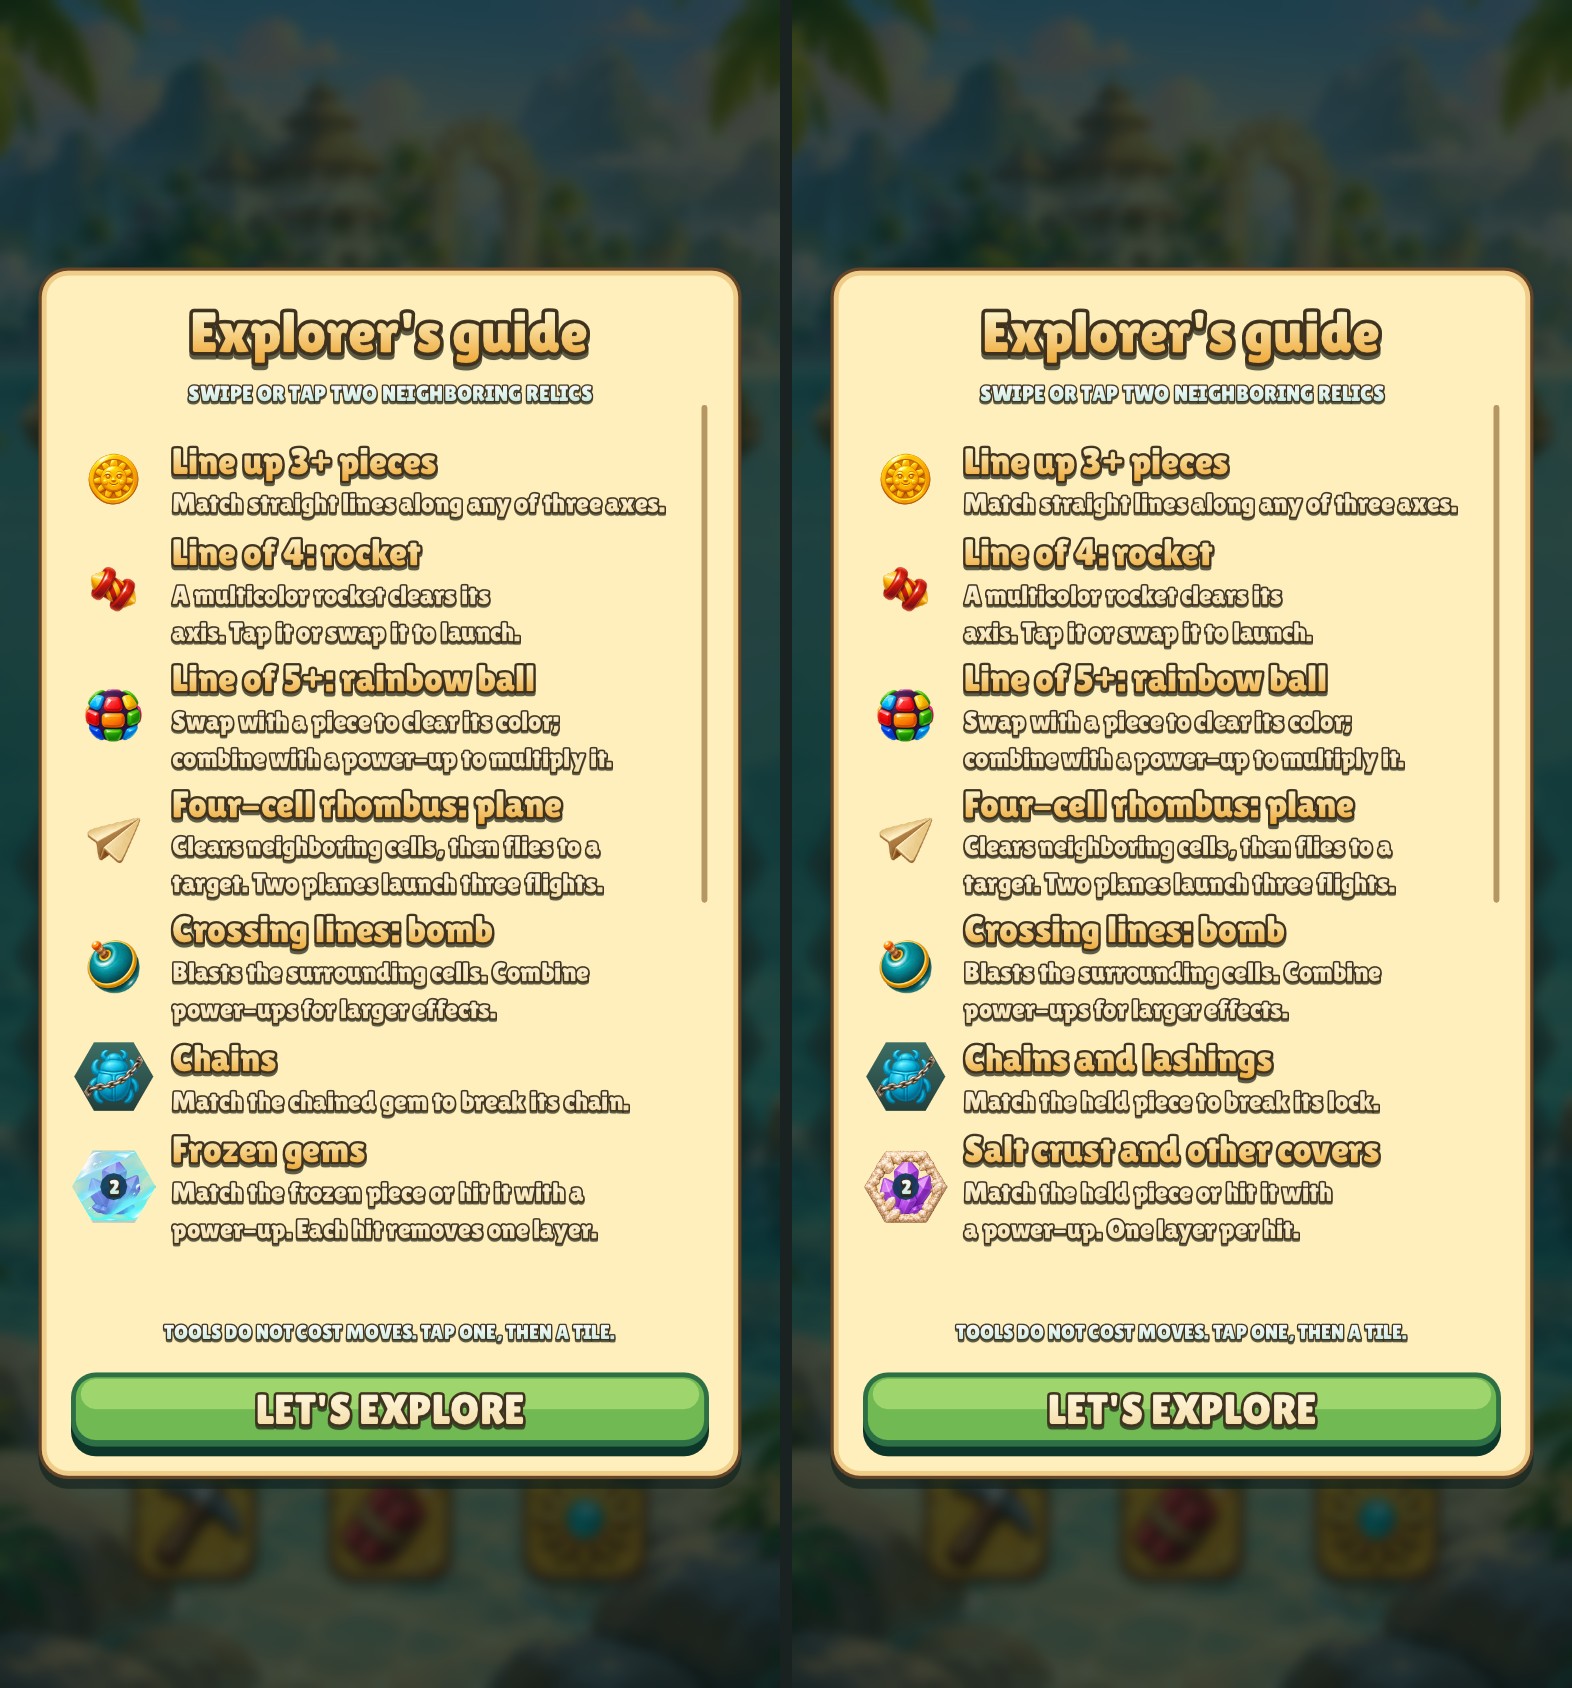 Explorer's guide
SWIPE OR TAP TWO NEIGHBORING RELICS
Line up 3+ pieces
Match straight lines along any of three axes.
Line of 4: rocket
A multicolor rocket clears its
axis. Tap it or swap it to launch.
Line of 5+: rainbow ball
Swap with a piece to clear its color;
combine with a power-up to multiply it.
Four-cell rhombus: plane
Clears neighboring cells, then flies to a
target. Two planes launch three flights.
Crossing lines: bomb
Blasts the surrounding cells. Combine
power-ups for larger effects.
Chains
Match the chained gem to break its chain.
Frozen gems
2
Match the frozen piece or hit it with a
power-up. Each hit removes one layer.
TOOLS DO NOT COST MOVES. TAP ONE, THEN A TILE.
LET'S EXPLORE
Explorer's guide
SWIPE OR TAP TWO NEIGHBORING RELICS
Line up 3+ pieces
Match straight lines along any of three axes.
Line of 4: rocket
A multicolor rocket clears its
axis. Tap it or swap it to launch.
Line of 5+: rainbow ball
Swap with a piece to clear its color;
combine with a power-up to multiply it.
Four-cell rhombus: plane
Clears neighboring cells, then flies to a
target. Two planes launch three flights.
Crossing lines: bomb
Blasts the surrounding cells. Combine
power-ups for larger effects.
Chains and lashings
Match the held piece to break its lock.
Salt crust and other covers
2
Match the held piece or hit it with
a power-up. One layer per hit.
TOOLS DO NOT COST MOVES. TAP ONE, THEN A TILE.
LET'S EXPLORE